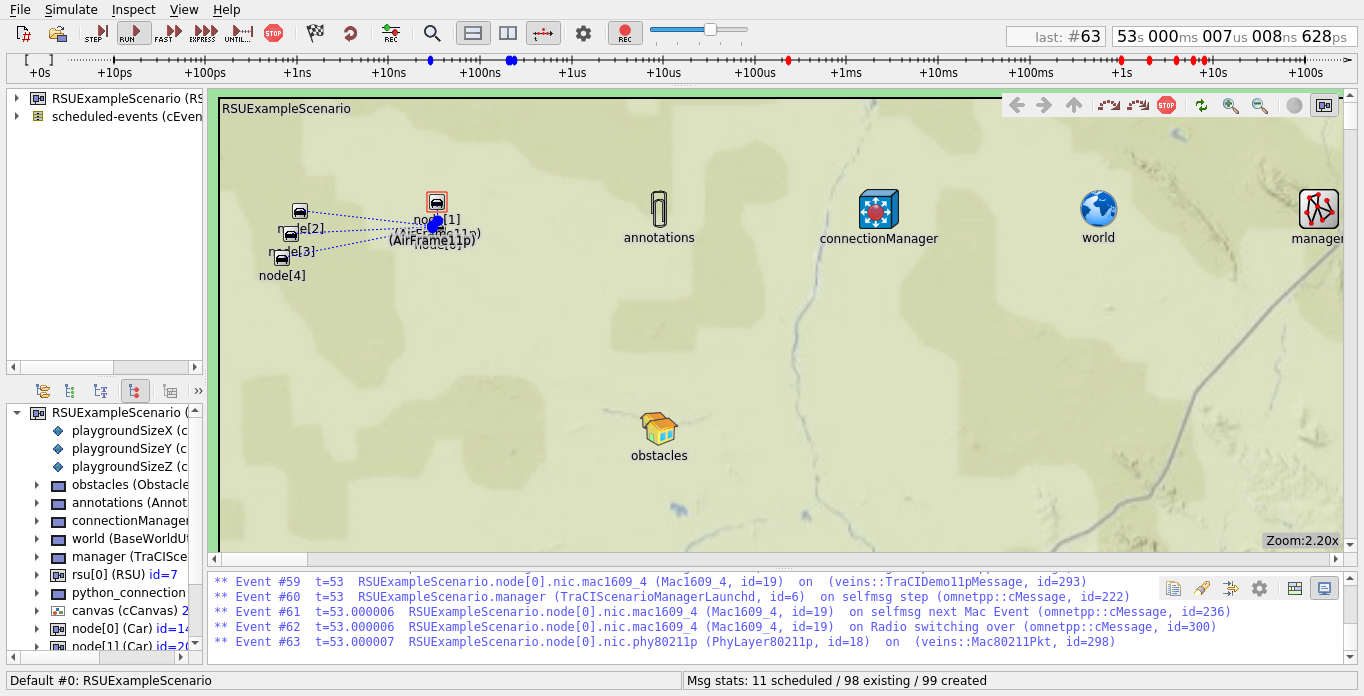 File Simulate Inspect View Help
STEP RUN FAST EXPRESS UNTIL... STOP REC REC
last: #63 53s 000ms 007us 008ns 628ps
+0s +10ps +100ps +1ns +10ns +100ns +1us +10us +100us +1ms +10ms +100ms +1s +10s +100s
RSUExampleScenario (RS
scheduled-events (cEven
RSUExampleScenario
STOP
node[1]
node[2]
(AirFrame11p)
node[3]
node[4]
annotations
connectionManager
world
manager
obstacles
Zoom:2.20x
RSUExampleScenario (
playgroundSizeX (c
playgroundSizeY (c
playgroundSizeZ (c
obstacles (Obstacle
annotations (Annot
connectionManager
world (BaseWorldUt
manager (TraCISce
rsu[0] (RSU) id=7
python_connection
canvas (cCanvas) 2
node[0] (Car) id=14
node[1] (Car) id=20
** Event #59 t=53 RSUExampleScenario.node[0].nic.mac1609_4 (Mac1609_4, id=19) on (veins::TraCIDemo11pMessage, id=293)
** Event #60 t=53 RSUExampleScenario.manager (TraCIScenarioManagerLaunchd, id=6) on selfmsg step (omnetpp::cMessage, id=222)
** Event #61 t=53.000006 RSUExampleScenario.node[0].nic.mac1609_4 (Mac1609_4, id=19) on selfmsg next Mac Event (omnetpp::cMessage, id=236)
** Event #62 t=53.000006 RSUExampleScenario.node[0].nic.mac1609_4 (Mac1609_4, id=19) on Radio switching over (omnetpp::cMessage, id=300)
** Event #63 t=53.000007 RSUExampleScenario.node[0].nic.phy80211p (PhyLayer80211p, id=18) on (veins::Mac80211Pkt, id=298)
Default #0: RSUExampleScenario
Msg stats: 11 scheduled / 98 existing / 99 created